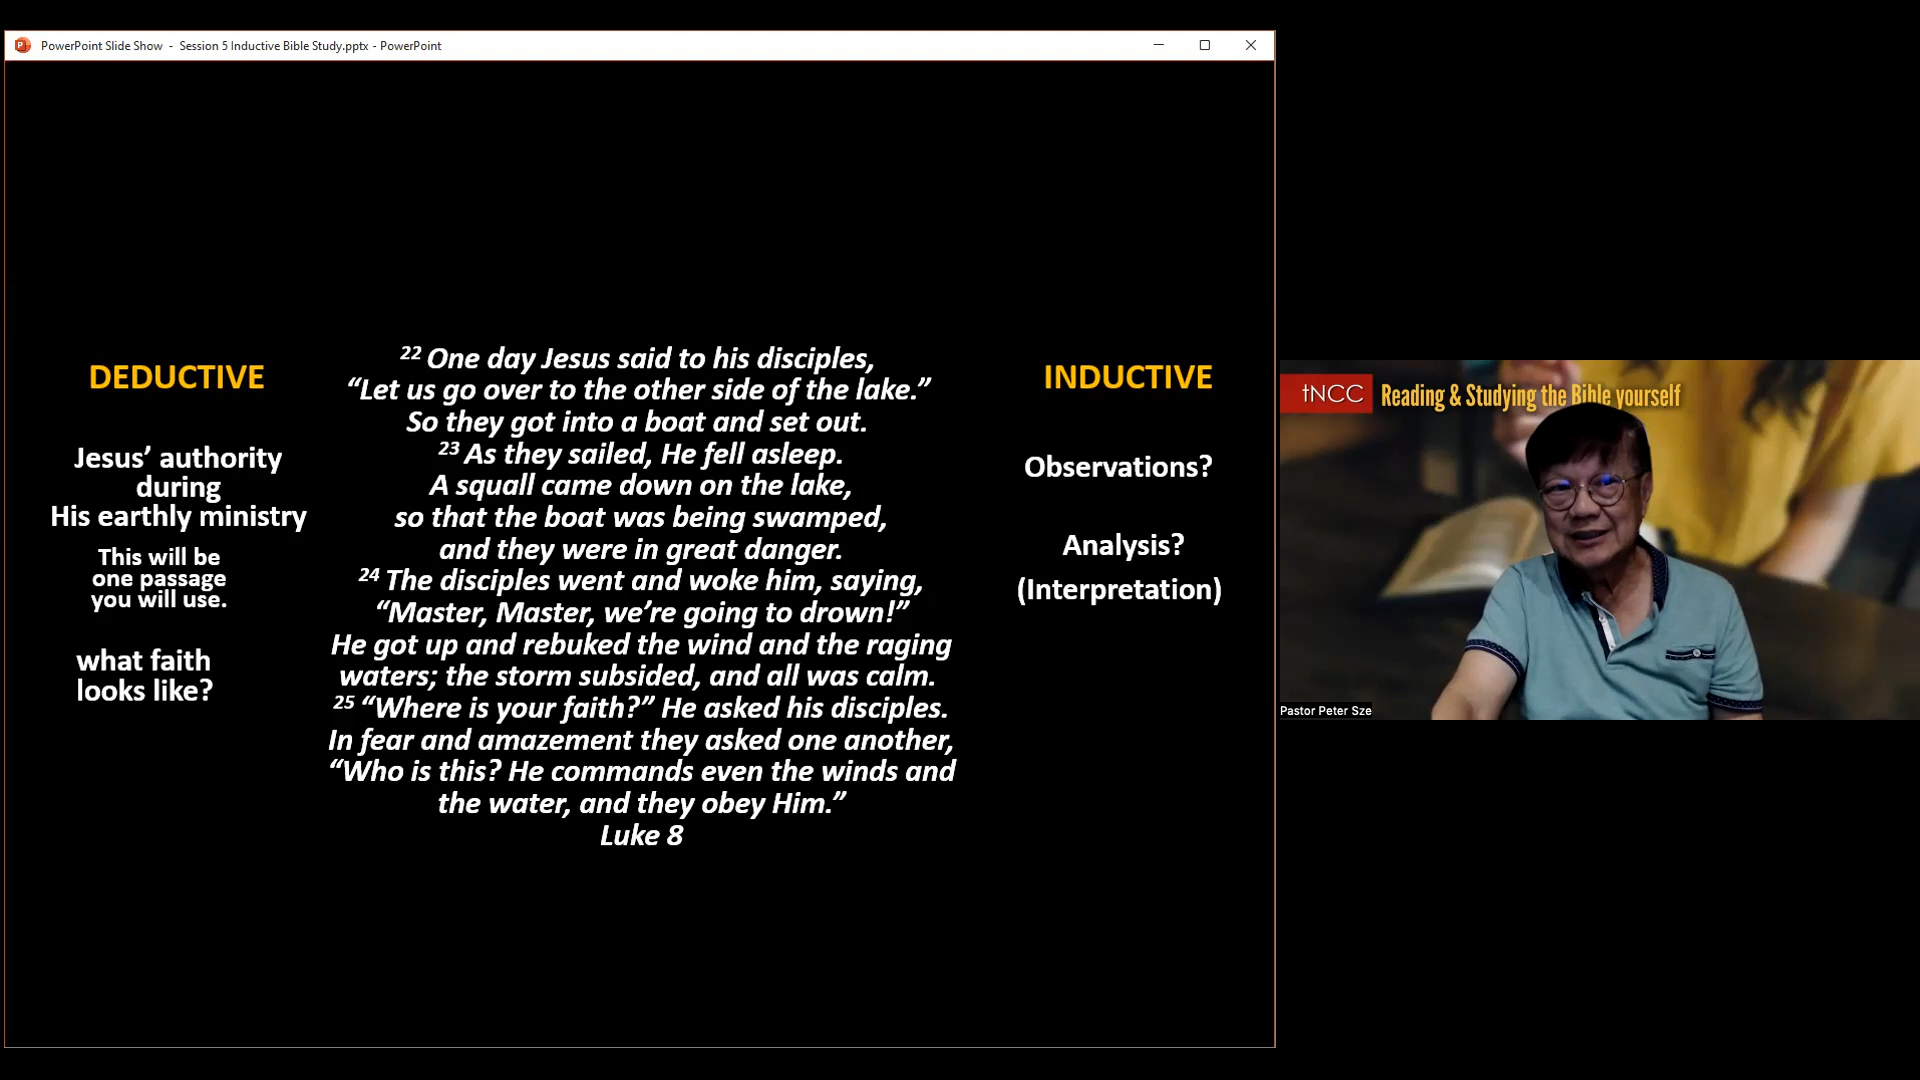 PowerPoint Slide Show - Session 5 Inductive Bible Study.pptx - PowerPoint
DEDUCTIVE
Jesus’ authority
during
His earthly ministry
This will be
one passage
you will use.
what faith
looks like?
22 One day Jesus said to his disciples,
“Let us go over to the other side of the lake.”
So they got into a boat and set out.
23 As they sailed, He fell asleep.
A squall came down on the lake,
so that the boat was being swamped,
and they were in great danger.
24 The disciples went and woke him, saying,
“Master, Master, we’re going to drown!”
He got up and rebuked the wind and the raging
waters; the storm subsided, and all was calm.
25 “Where is your faith?” He asked his disciples.
In fear and amazement they asked one another,
“Who is this? He commands even the winds and
the water, and they obey Him.”
Luke 8
INDUCTIVE
Observations?
Analysis?
(Interpretation)
tNCC Reading & Studying the Bible yourself
Pastor Peter Sze